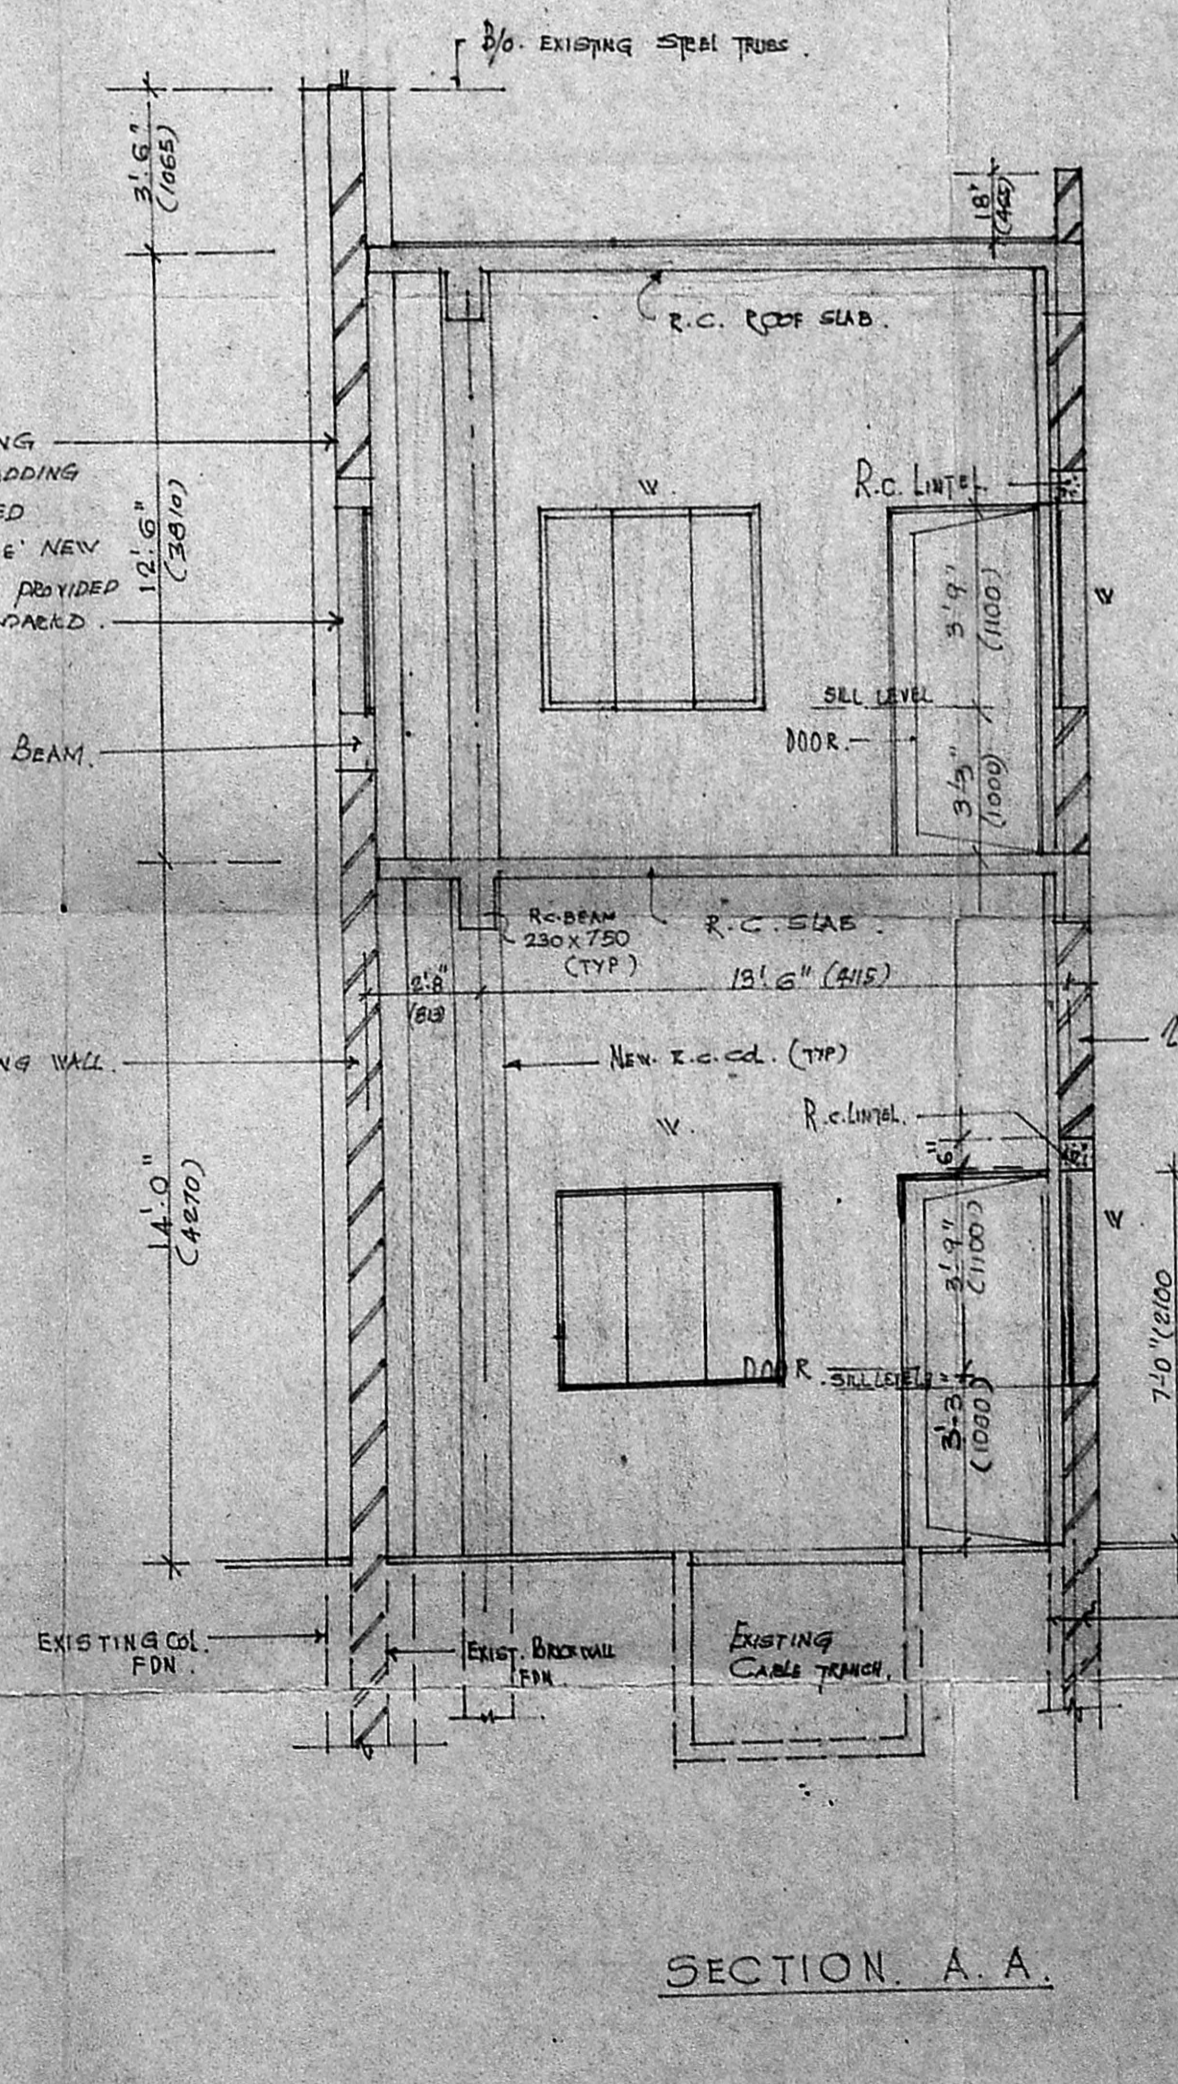 B/O. EXISTING STEEL TRUSS.
3'.6"
(1065)
18"
(465)
R.C. ROOF SLAB.
NG
ADDING
ED
E' NEW
PROVIDED
12'.6"
(3810)
W.
R.C. LINTEL
W
3'.9"
(1100)
SILL LEVEL
DOOR.
BEAM.
3'.3"
(1000)
R.C. BEAM
230 x 750
(TYP)
R.C. SLAB.
2'.8"
(813)
13'.6" (4115)
NG WALL.
NEW. R.C. COL. (TYP)
R.C. LINTEL.
W.
6"
14'.0"
(4270)
3'.9"
(1100)
W
7'-0" (2100
DOOR. SILL LEVEL
3'-3"
(1000)
EXISTING COL.
FDN.
EXIST. BRICKWALL
FDN.
EXISTING
CABLE TRANCH.
SECTION. A. A.